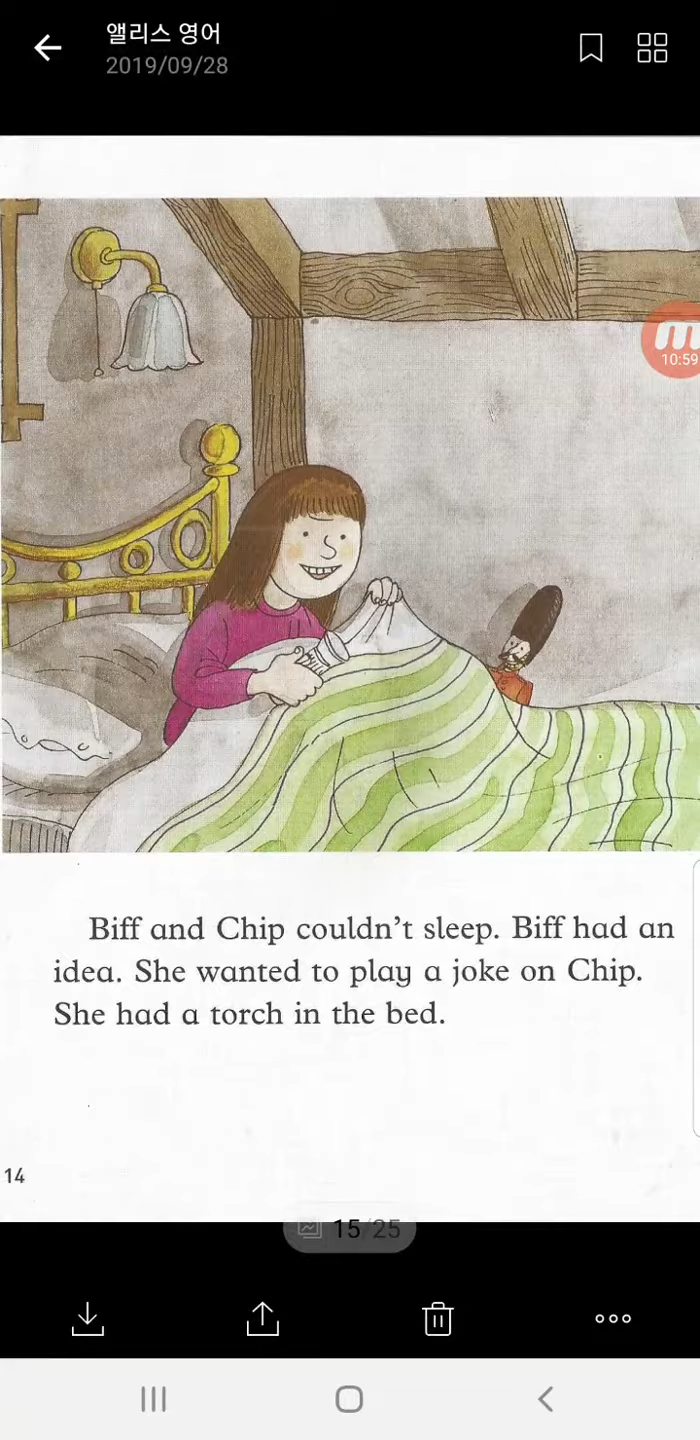 앨리스 영어
2019/09/28
10:59
Biff and Chip couldn't sleep. Biff had an
idea. She wanted to play a joke on Chip.
She had a torch in the bed.
14
15/25